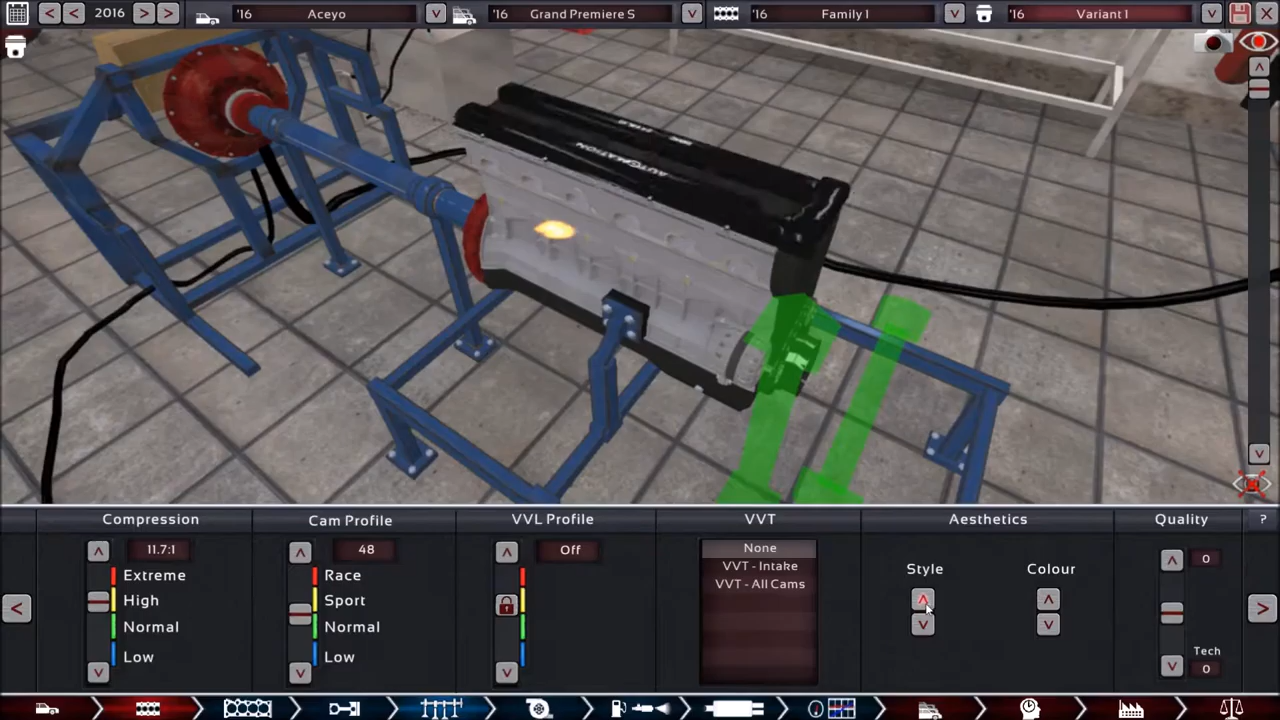 2016 '16 Aceyo '16 Grand Premiere S '16 Family 1 '16 Variant 1
AUTOMATION
Compression Cam Profile VVL Profile VVT Aesthetics Quality ?
11.7:1 48 Off None 0
Extreme Race VVT - Intake Style Colour
High Sport VVT - All Cams
Normal Normal
Low Low Tech
0